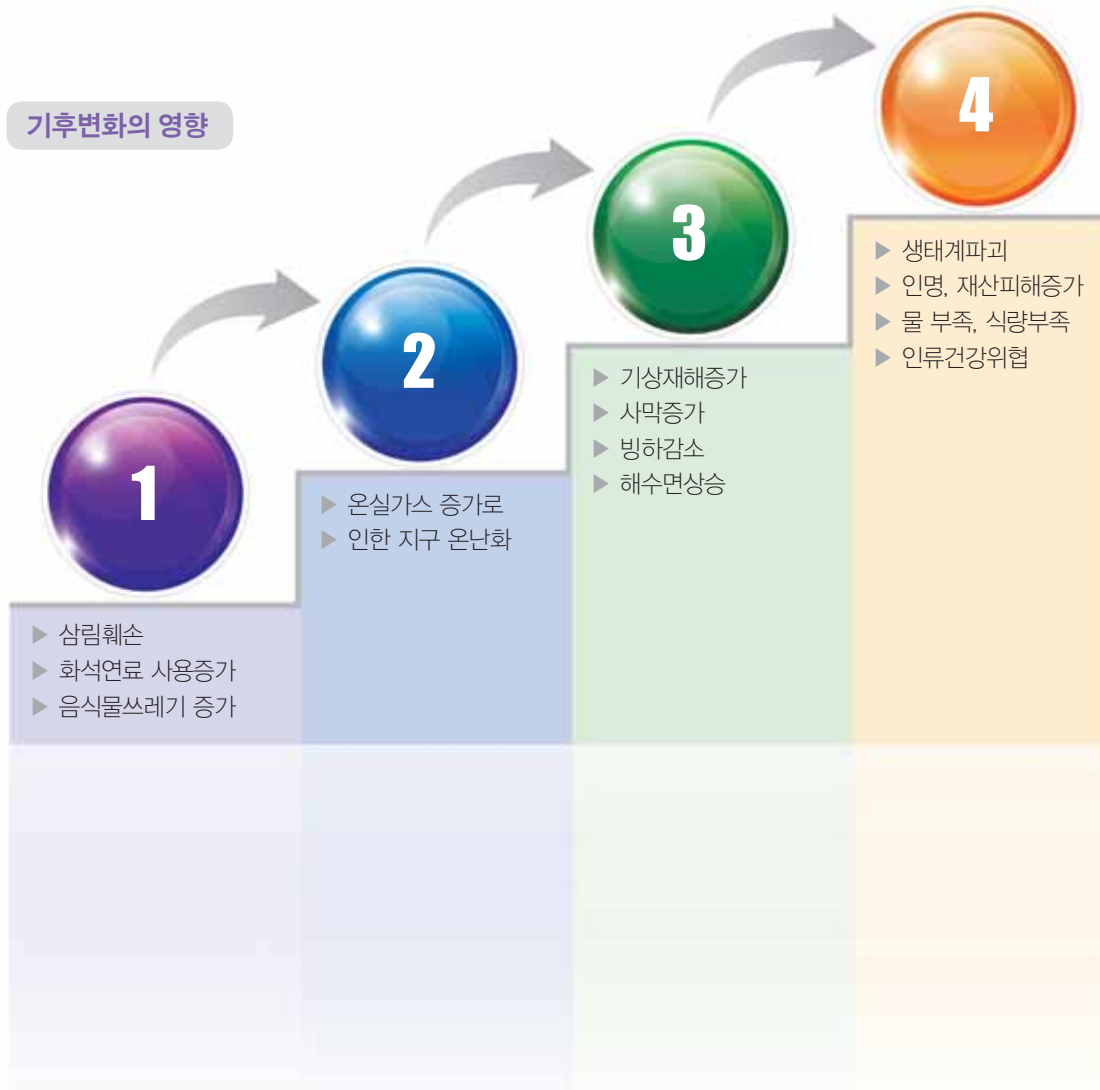 기후변화의 영향
1
▶ 삼림훼손
▶ 화석연료 사용증가
▶ 음식물쓰레기 증가
2
▶ 온실가스 증가로
▶ 인한 지구 온난화
3
▶ 기상재해증가
▶ 사막증가
▶ 빙하감소
▶ 해수면상승
4
▶ 생태계파괴
▶ 인명, 재산피해증가
▶ 물 부족, 식량부족
▶ 인류건강위협